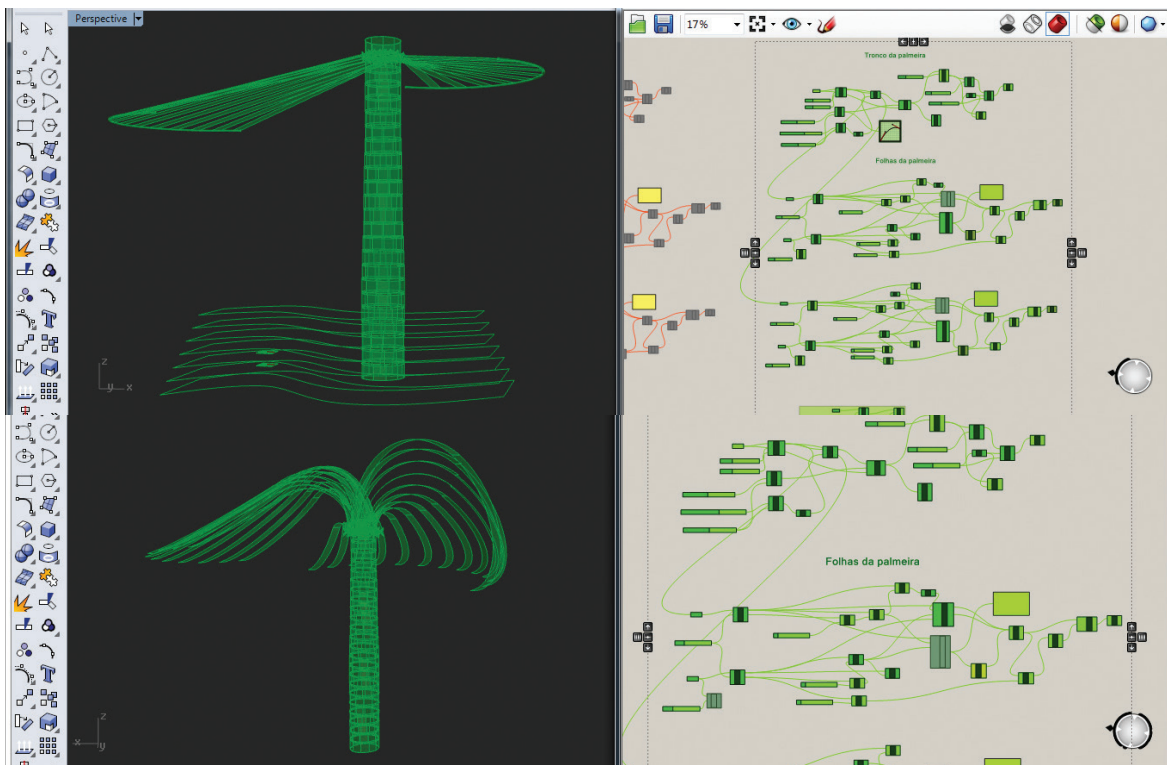 Perspective
17%
Tronco da palmeira
Folhas da palmeira
z
y x
Folhas da palmeira
z
x y